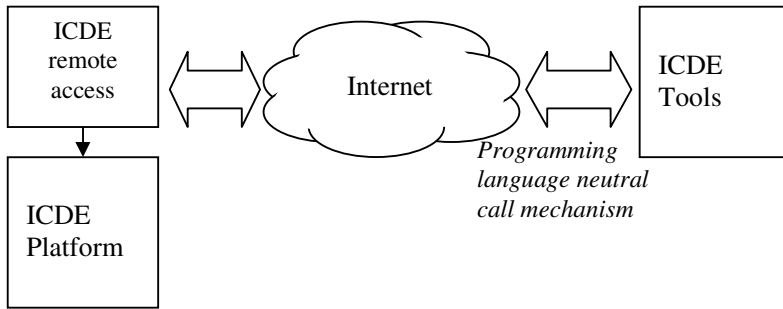 ICDE
remote
access
Internet
ICDE
Tools
Programming
language neutral
call mechanism
ICDE
Platform